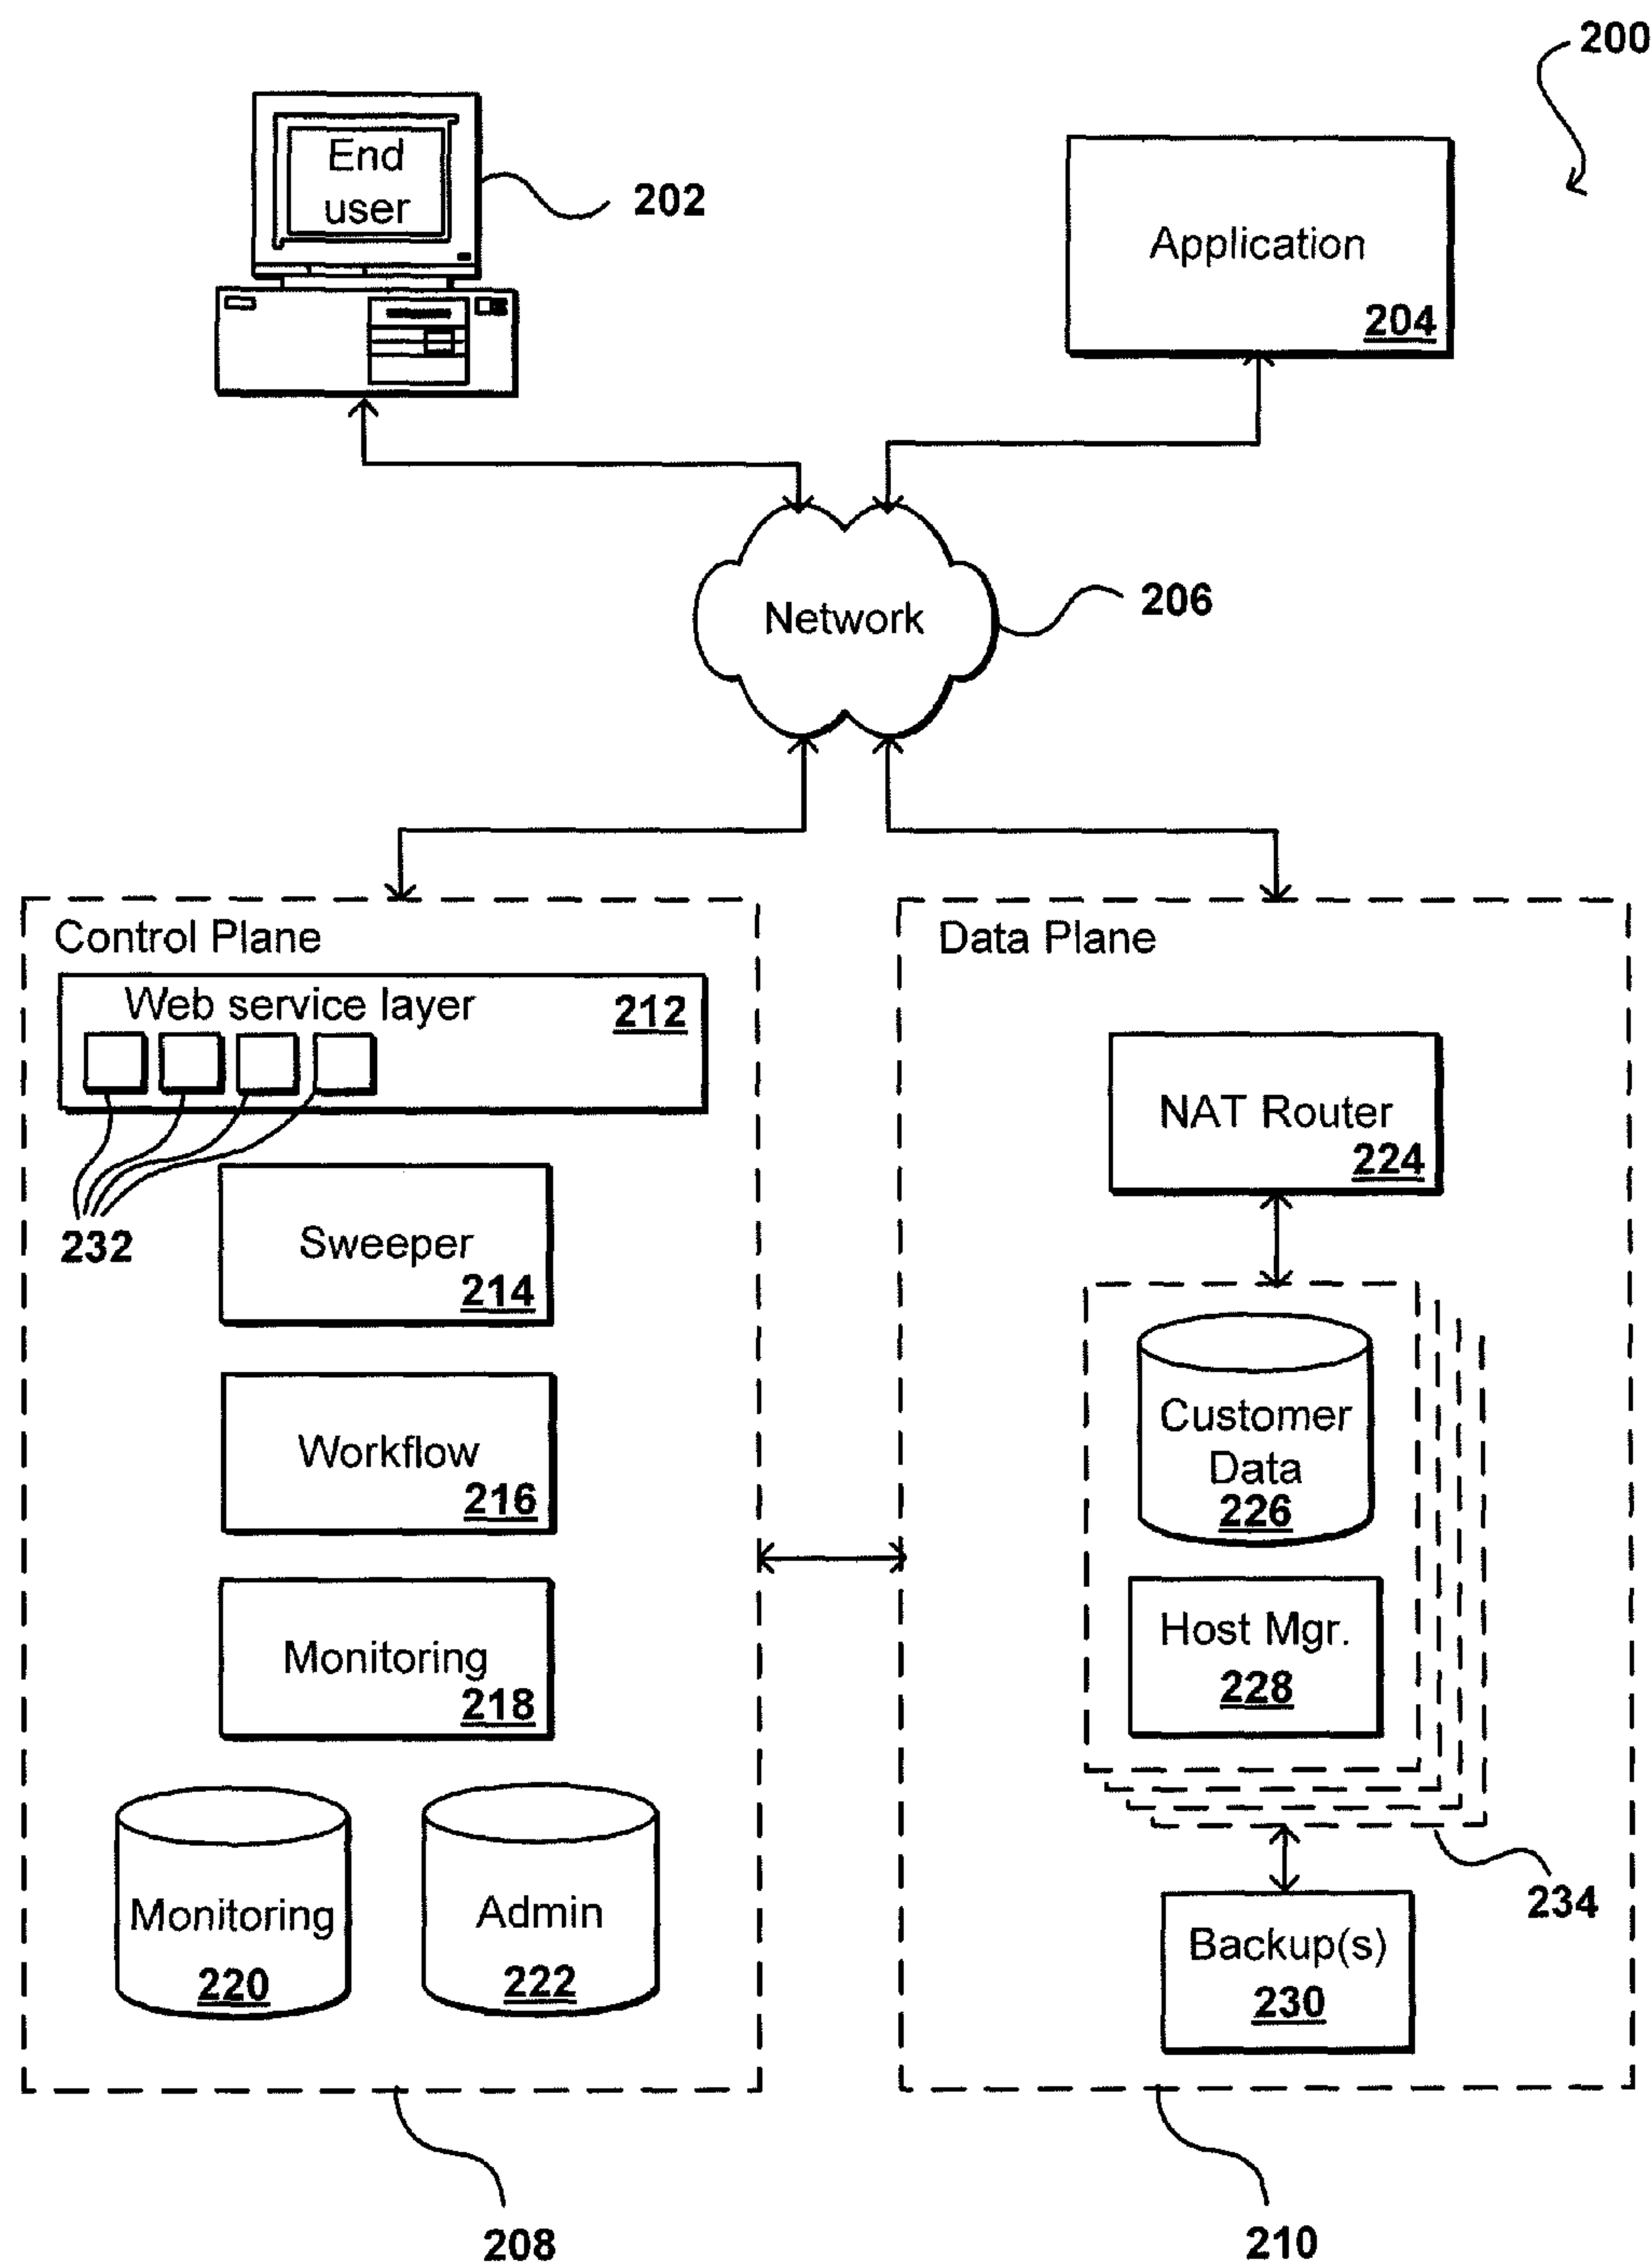 200
End
user
202
Application
204
Network
206
Control Plane
Web service layer
212
232
Sweeper
214
Workflow
216
Monitoring
218
Monitoring
220
Admin
222
208
Data Plane
NAT Router
224
Customer
Data
226
Host Mgr.
228
234
Backup(s)
230
210